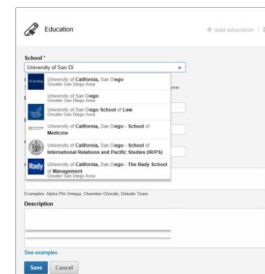 Education
Add education
School *
University of San Di
University of California, San Diego
Greater San Diego Area
University of San Diego
Greater San Diego Area
University of San Diego School of Law
Greater San Diego Area
University of California, San Diego - School of
Medicine
University of California, San Diego - School of
International Relations and Pacific Studies (IR/PS)
Rady
University of California, San Diego - The Rady School
of Management
Greater San Diego Area
Examples: Alpha Phi Omega, Chamber Chorale, Debate Team
Description
See examples
Save Cancel